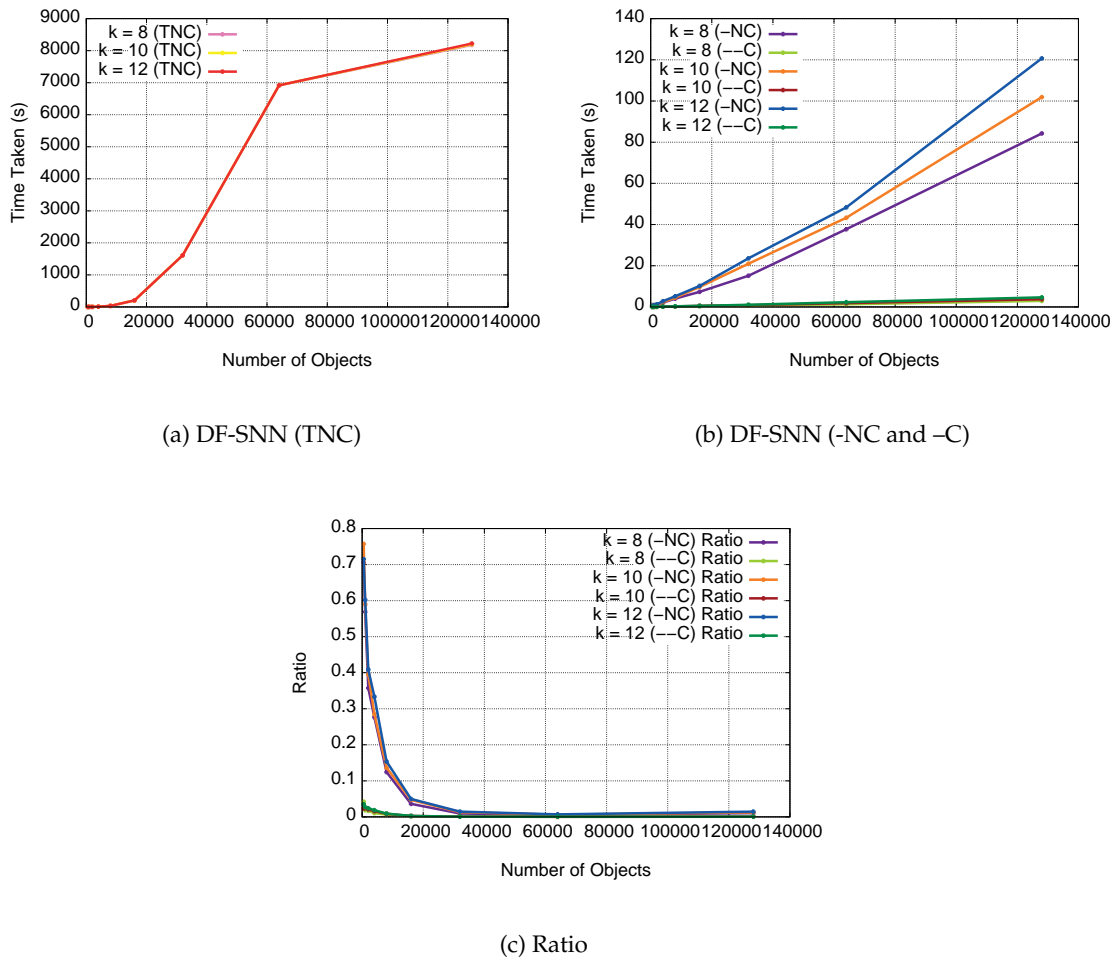 9000
8000
7000
6000
5000
4000
3000
2000
1000
0
Time Taken (s)
k = 8 (TNC)
k = 10 (TNC)
k = 12 (TNC)
0 20000 40000 60000 80000 100000 120000 140000
Number of Objects
(a) DF-SNN (TNC)
140
120
100
80
60
40
20
0
Time Taken (s)
k = 8 (−NC)
k = 8 (−−C)
k = 10 (−NC)
k = 10 (−−C)
k = 12 (−NC)
k = 12 (−−C)
0 20000 40000 60000 80000 100000 120000 140000
Number of Objects
(b) DF-SNN (-NC and –C)
0.8
0.7
0.6
0.5
0.4
0.3
0.2
0.1
0
Ratio
k = 8 (−NC) Ratio
k = 8 (−−C) Ratio
k = 10 (−NC) Ratio
k = 10 (−−C) Ratio
k = 12 (−NC) Ratio
k = 12 (−−C) Ratio
0 20000 40000 60000 80000 100000 120000 140000
Number of Objects
(c) Ratio